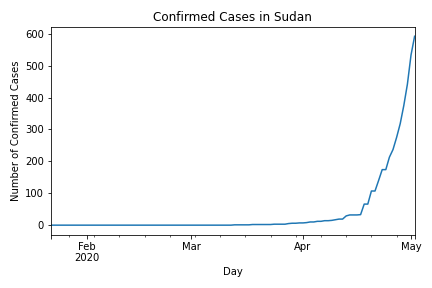 Confirmed Cases in Sudan
Number of Confirmed Cases
600
500
400
300
200
100
0
Feb
2020
Mar
Apr
May
Day